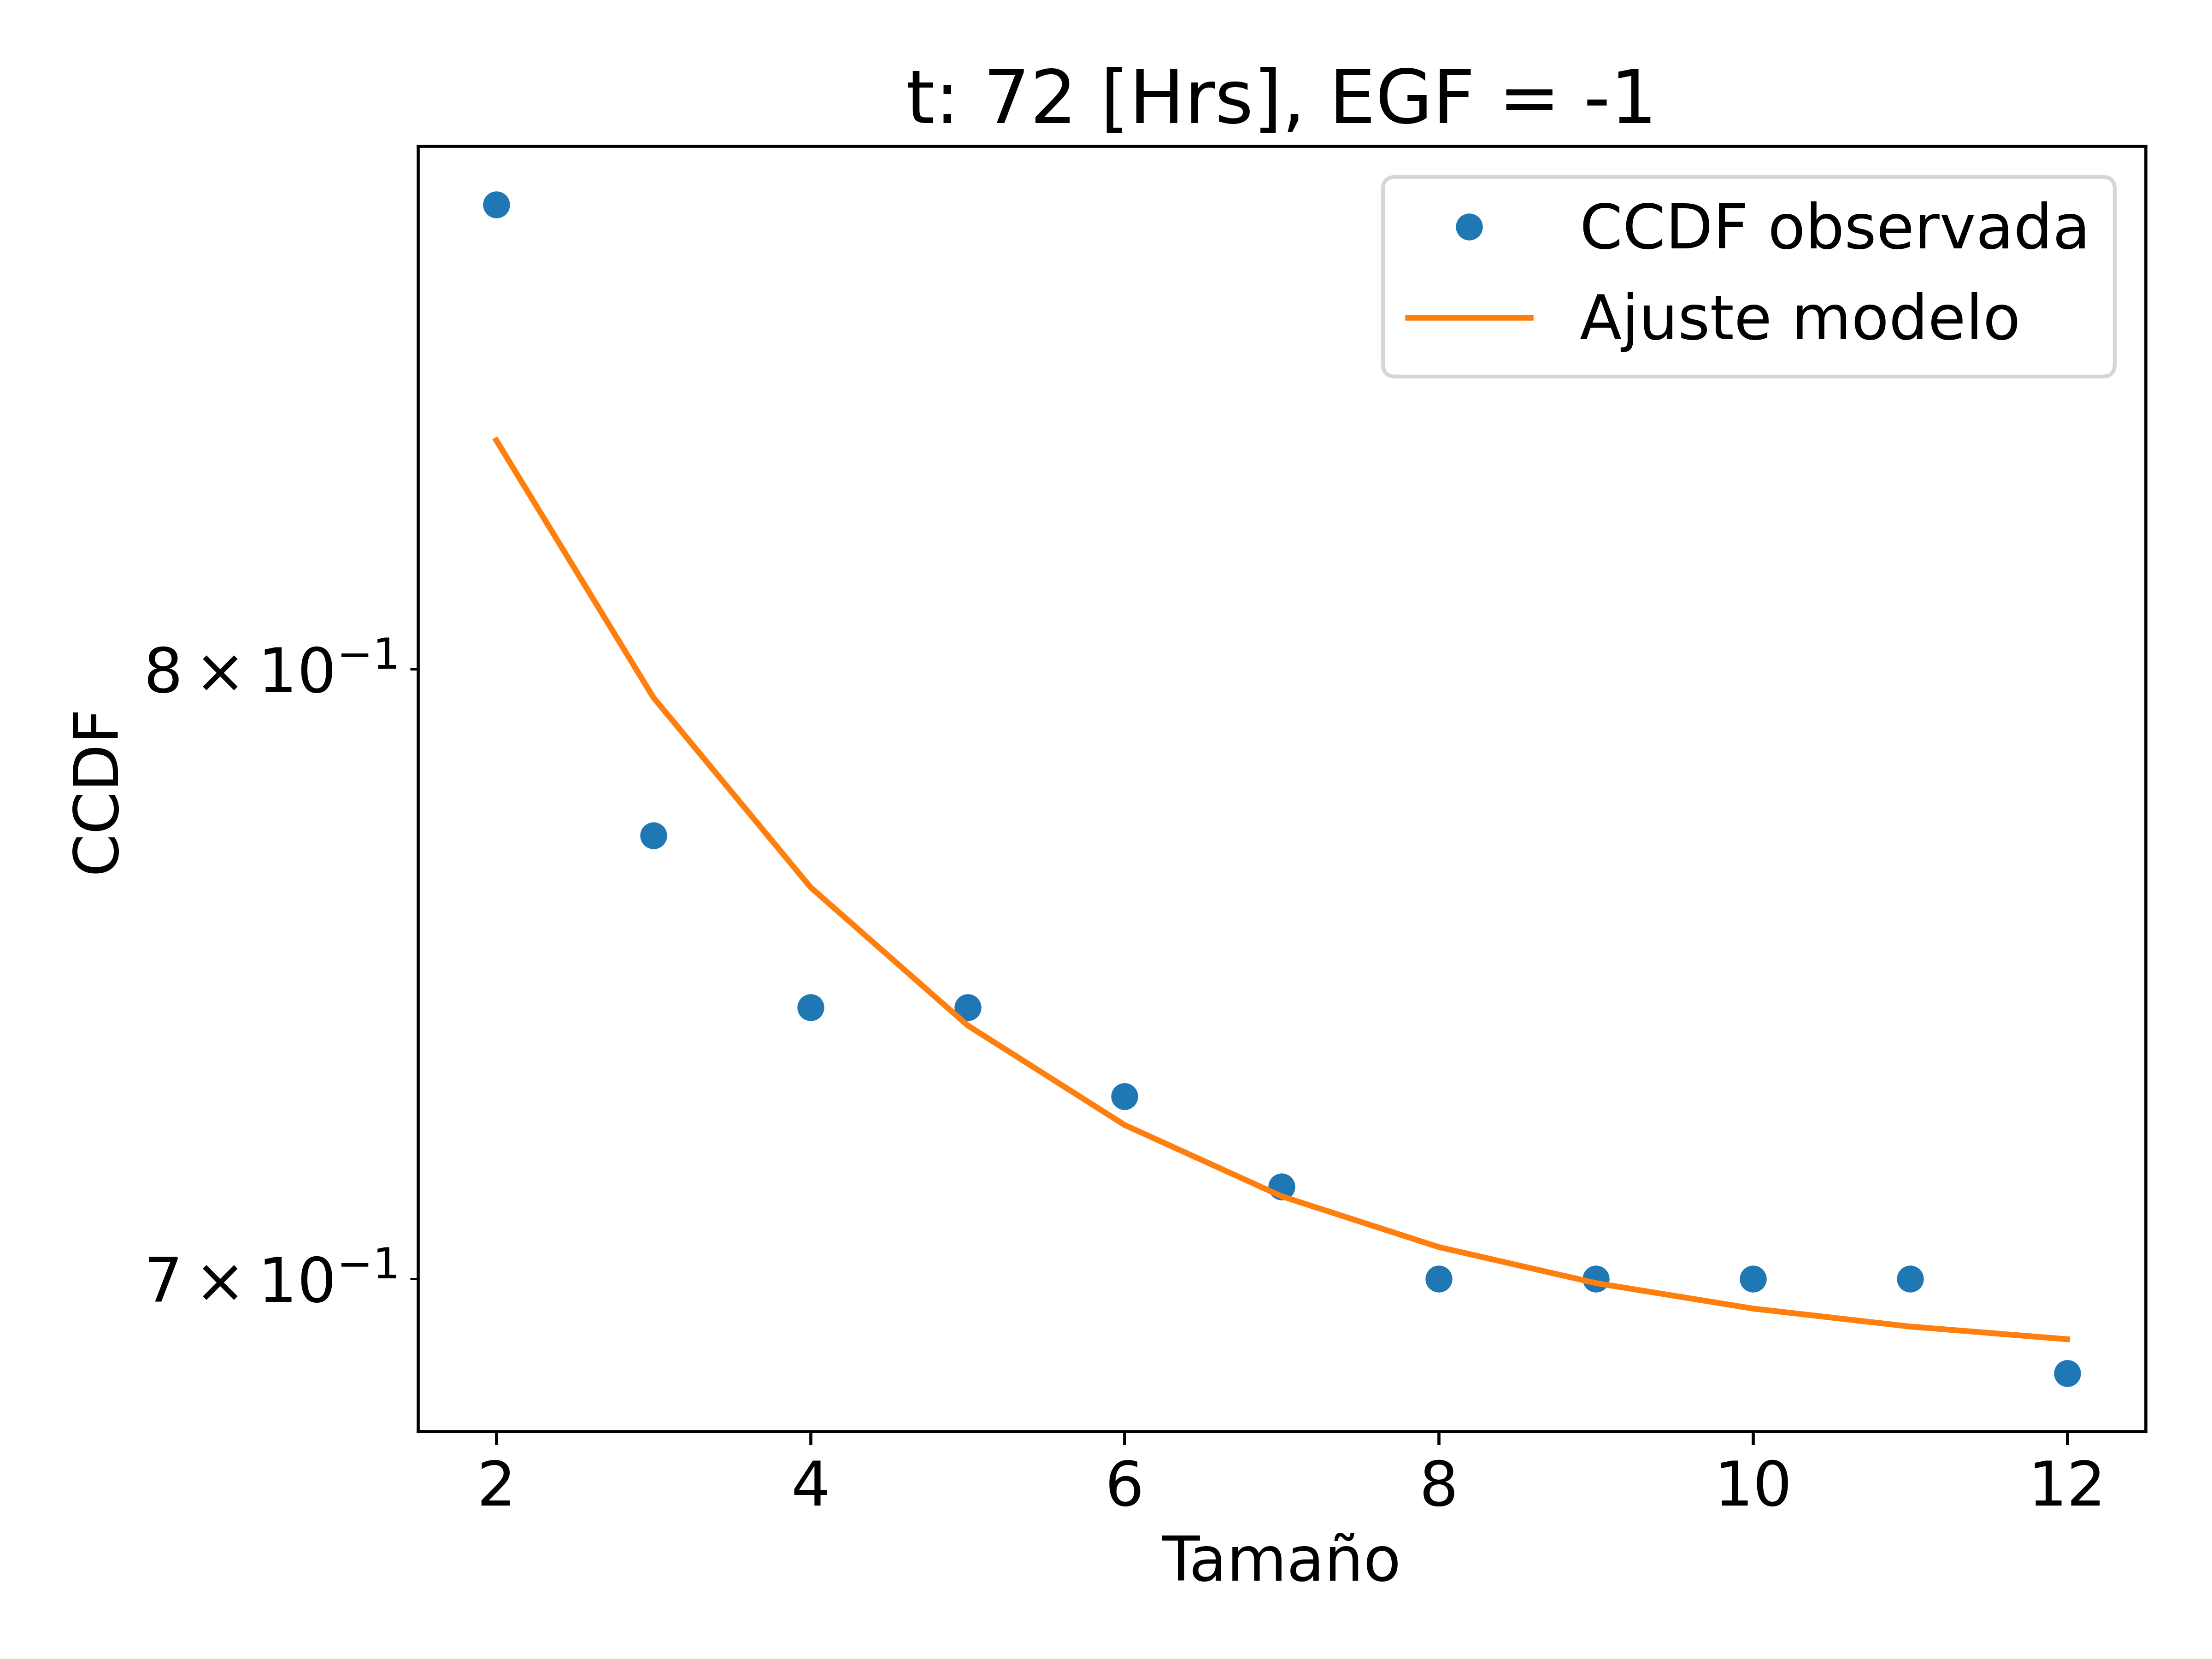 t: 72 [Hrs], EGF = -1
CCDF observada
Ajuste modelo
CCDF
8 × 10⁻¹
7 × 10⁻¹
2 4 6 8 10 12
Tamaño